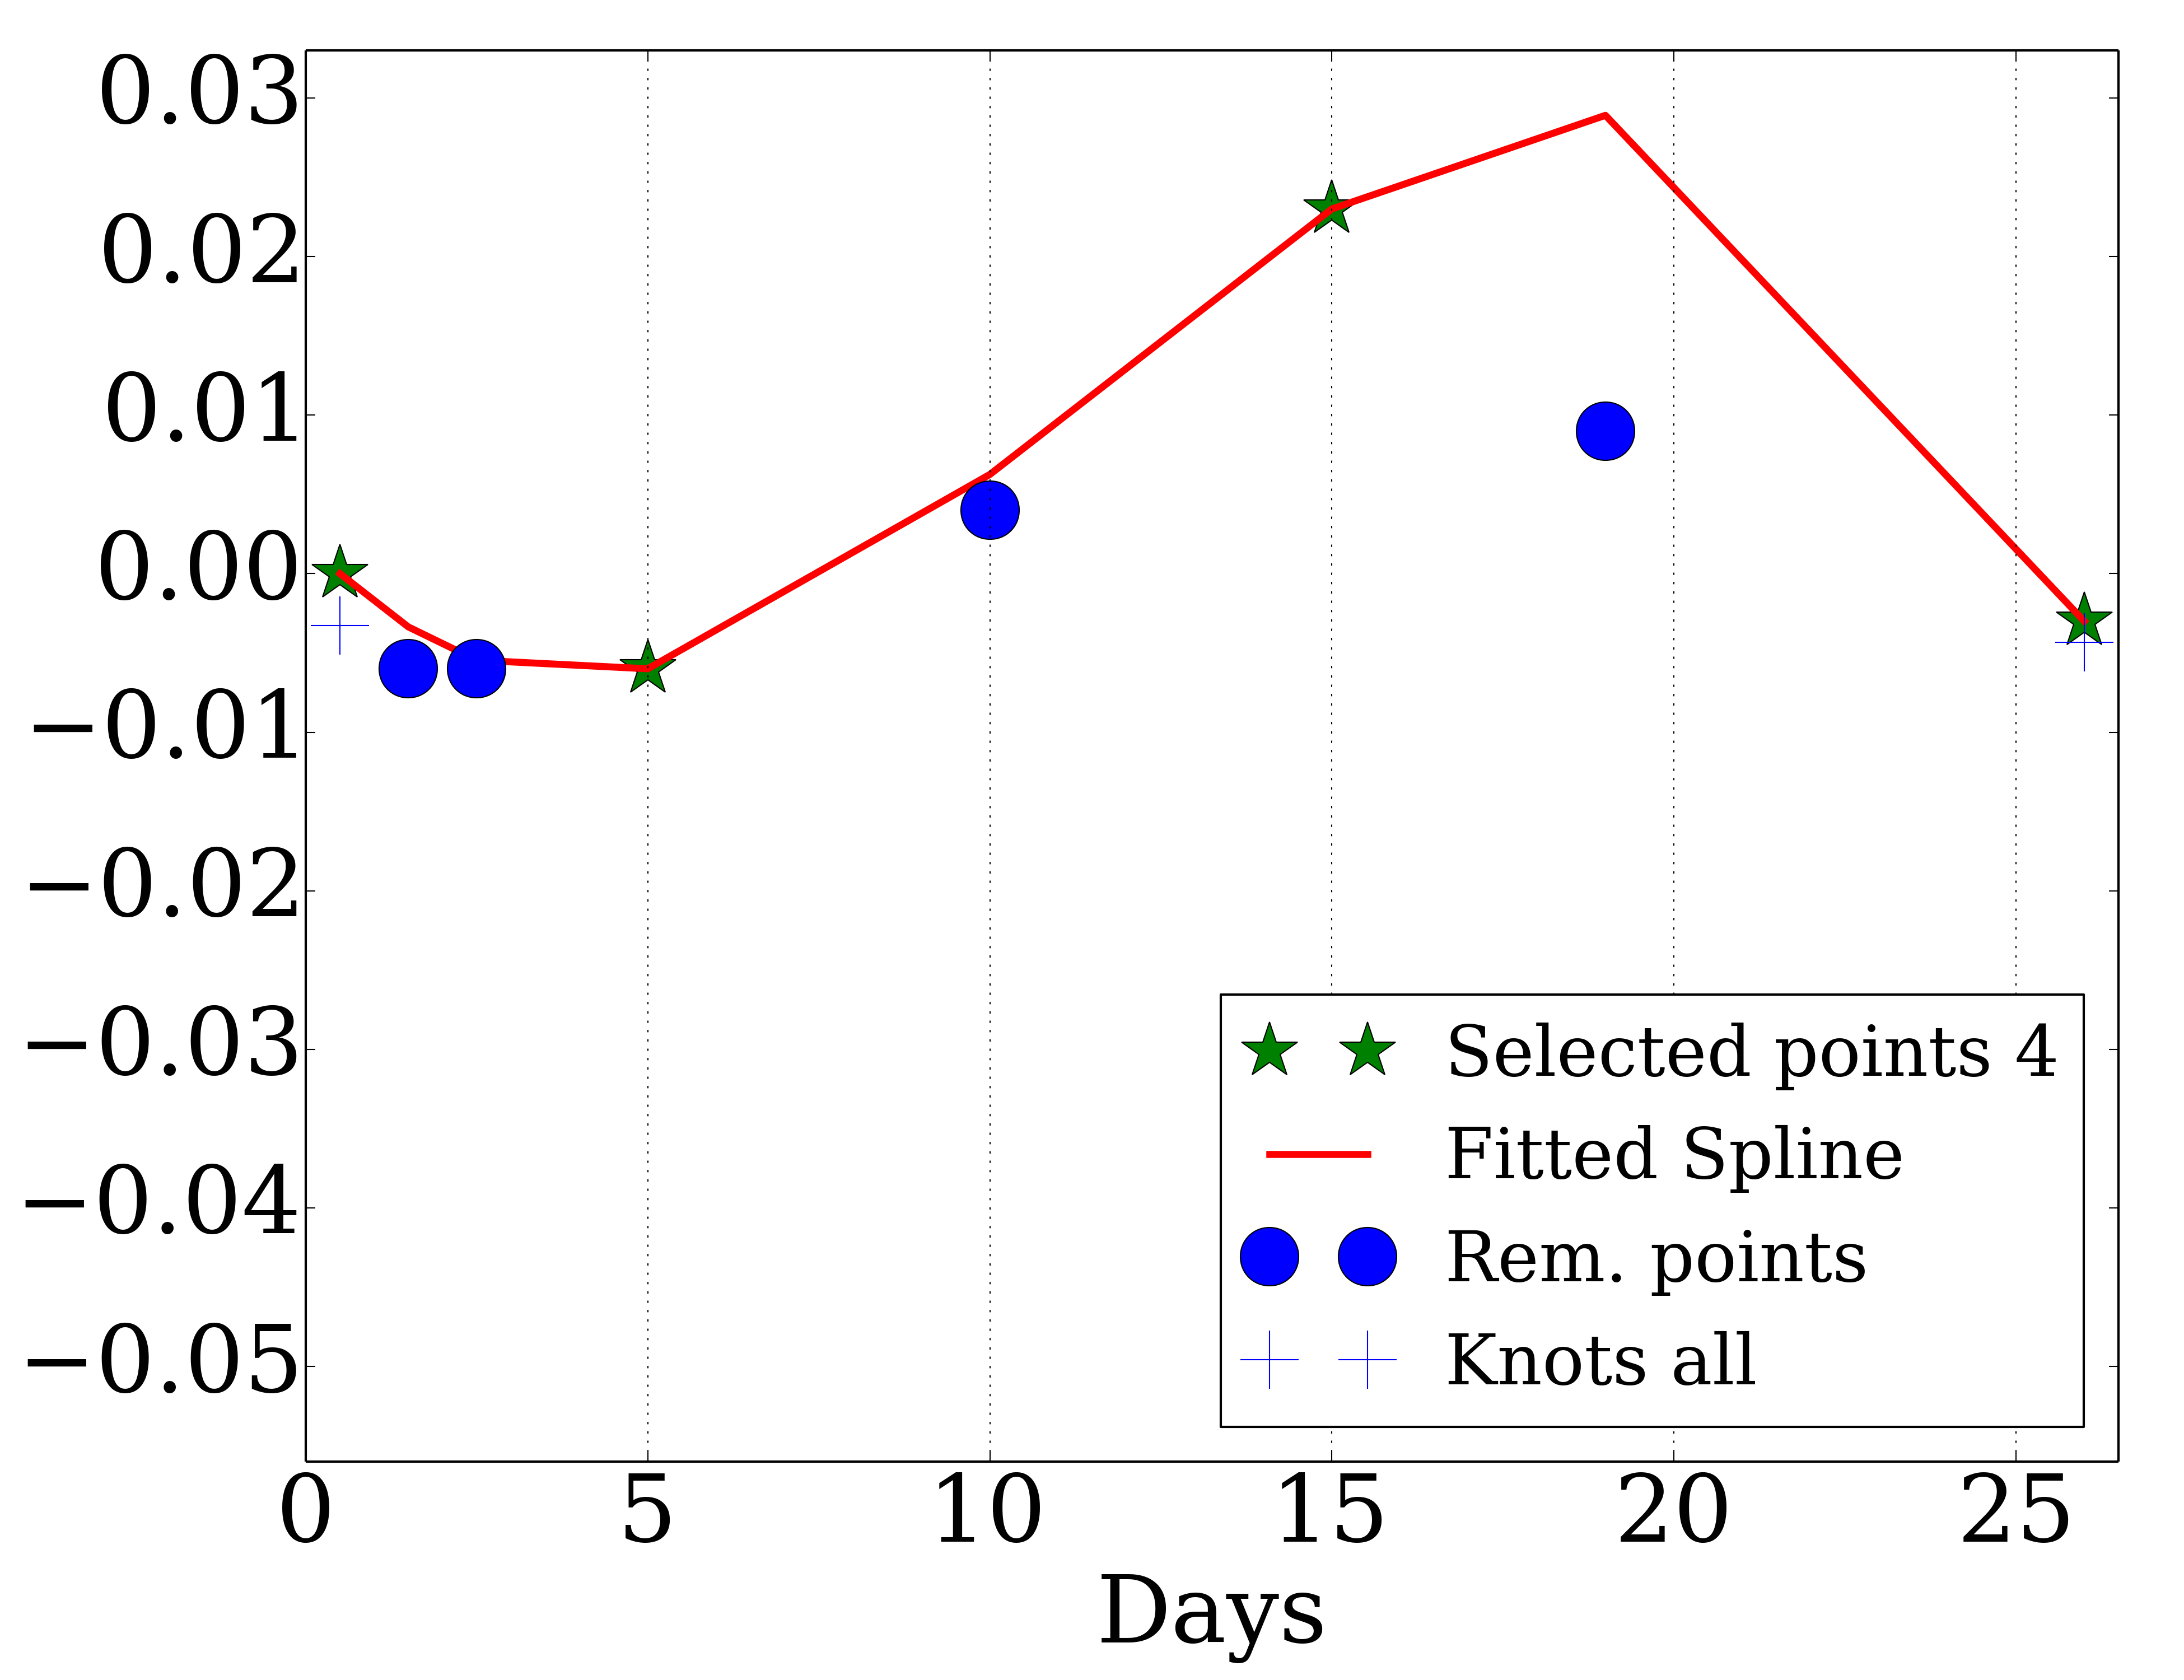 0.03
0.02
0.01
0.00
−0.01
−0.02
−0.03
−0.04
−0.05
Selected points 4
Fitted Spline
Rem. points
Knots all
0 5 10 15 20 25
Days